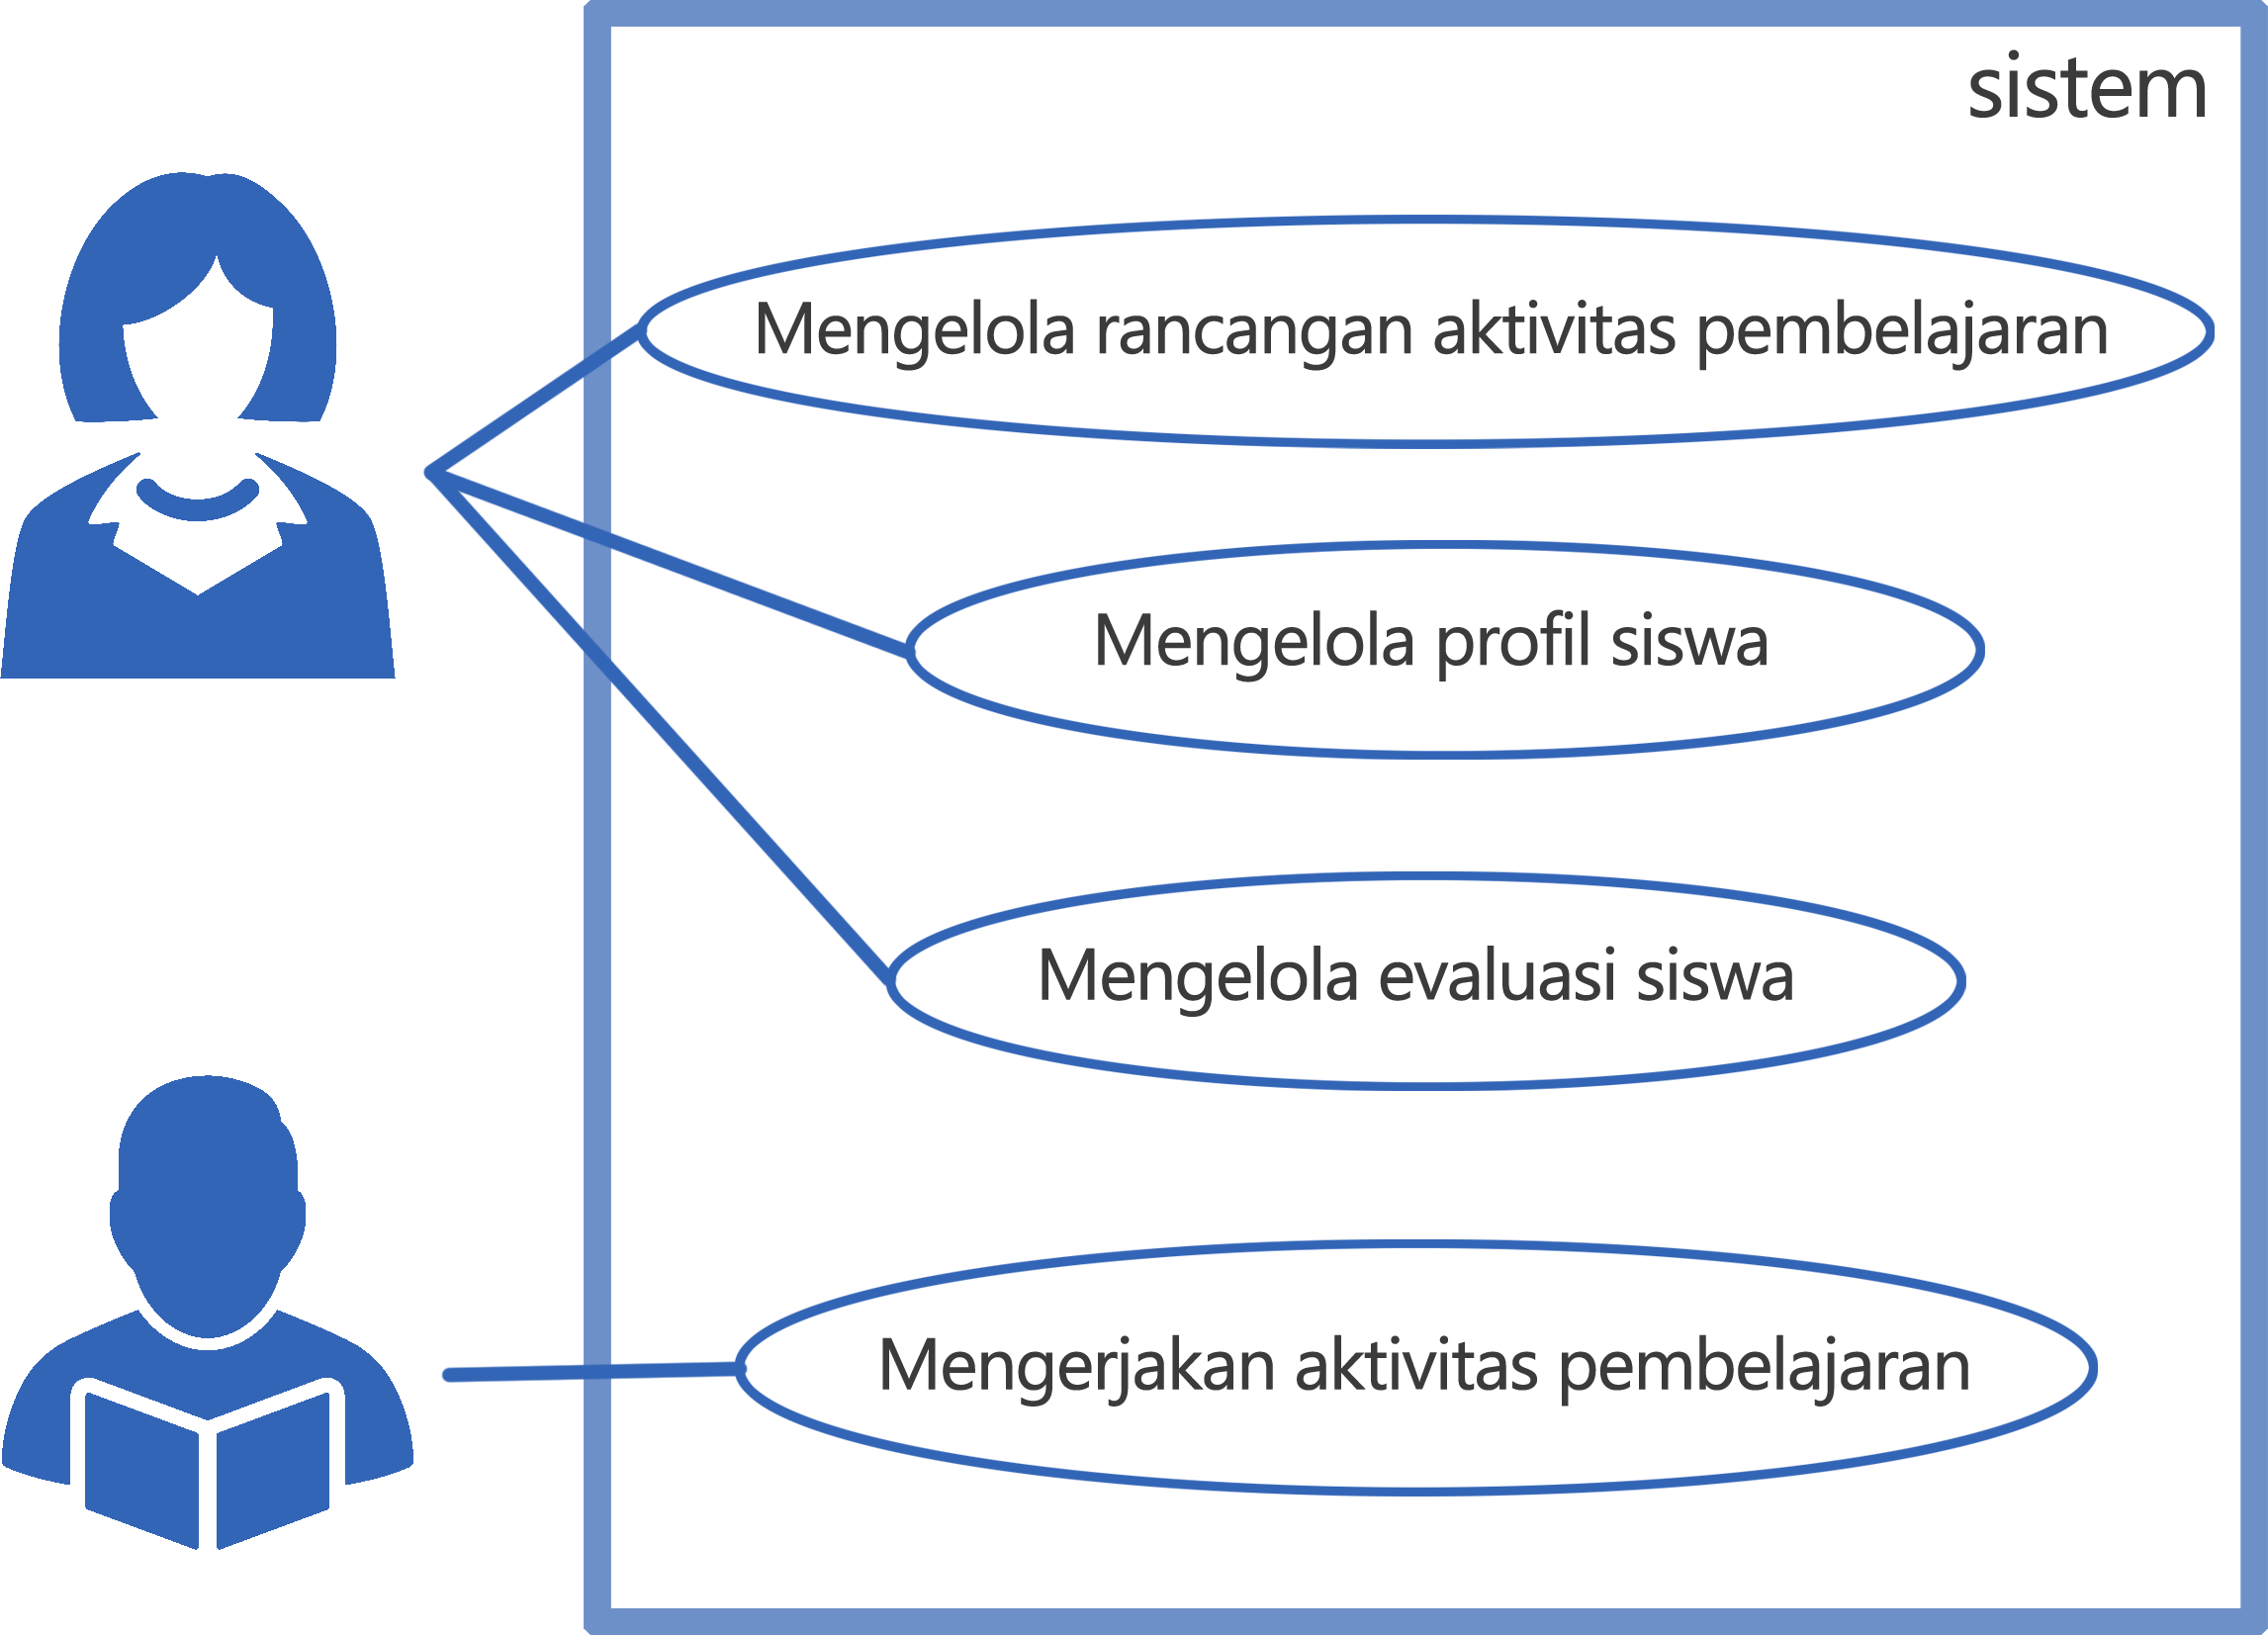 sistem
Mengelola rancangan aktivitas pembelajaran
Mengelola profil siswa
Mengelola evaluasi siswa
Mengerjakan aktivitas pembelajaran